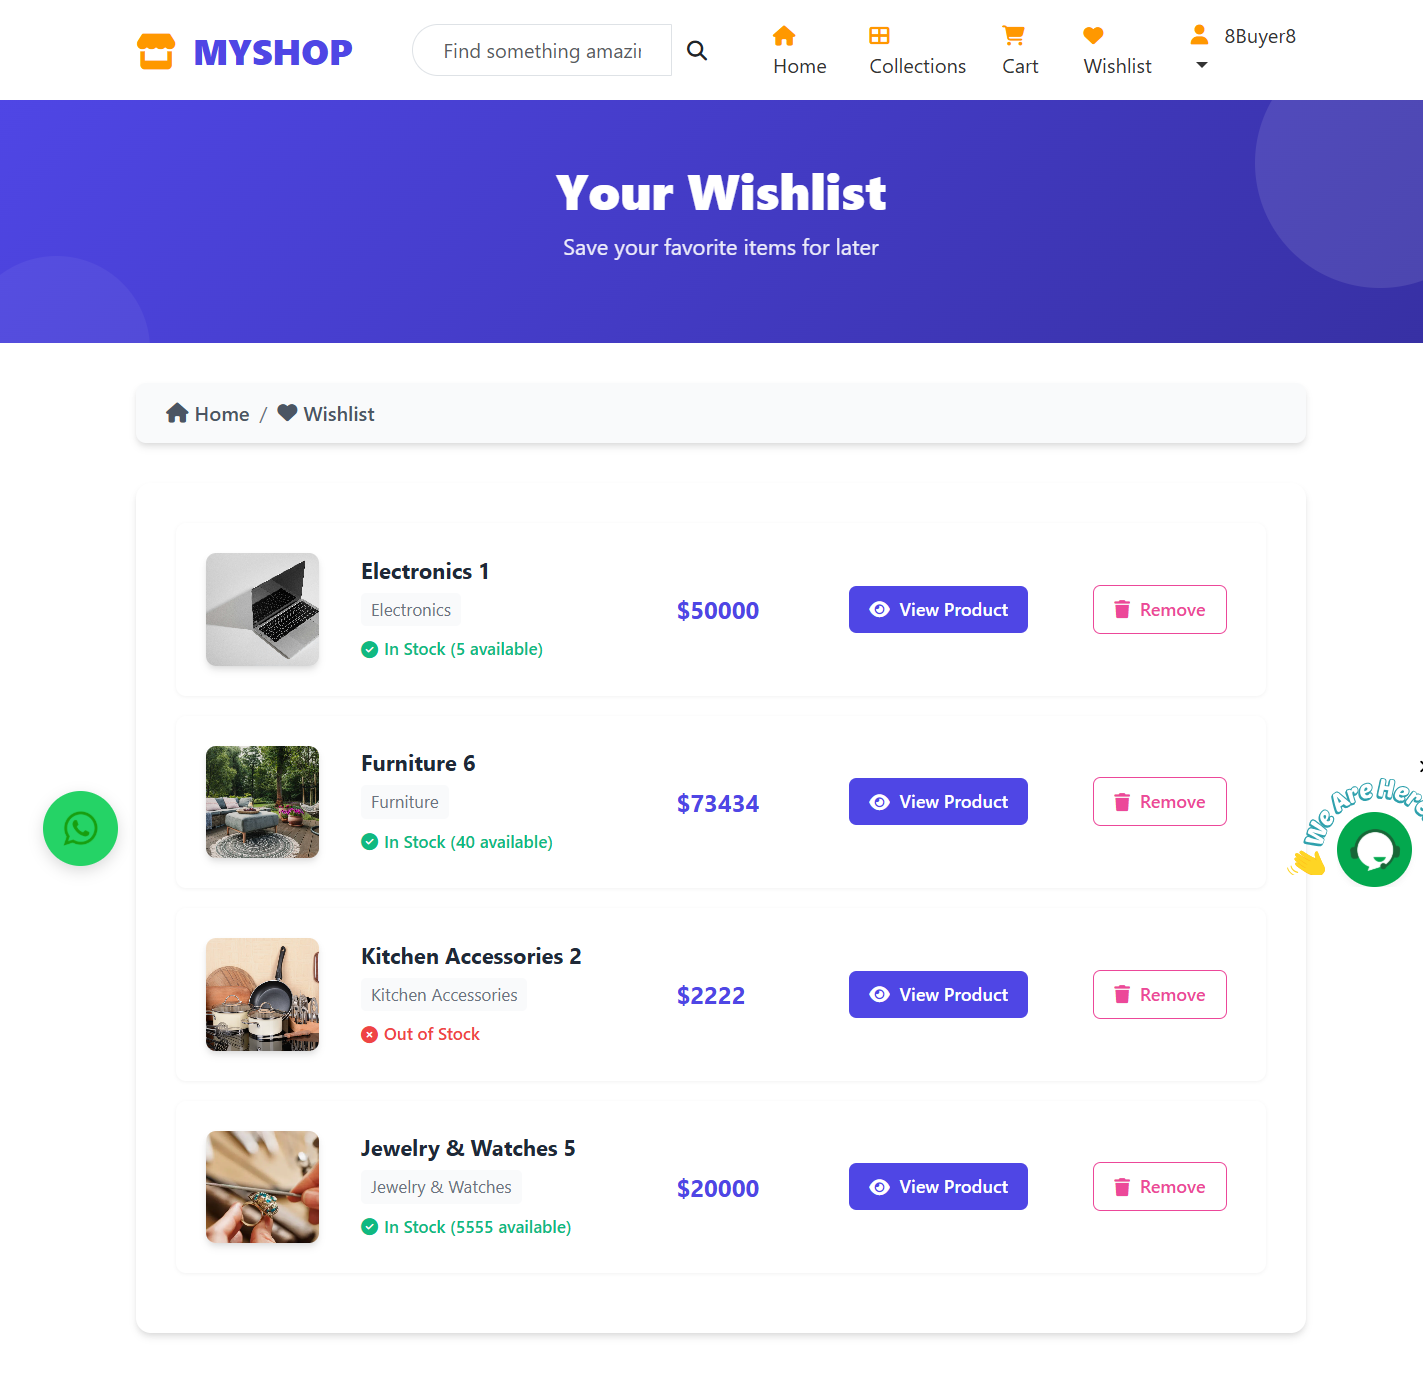 MYSHOP
Find something amazin
Home
Collections
Cart
Wishlist
8Buyer8
Your Wishlist
Save your favorite items for later
Home / Wishlist
Electronics 1
Electronics
In Stock (5 available)
$50000
View Product
Remove
Furniture 6
Furniture
In Stock (40 available)
$73434
View Product
Remove
We Are Here
Kitchen Accessories 2
Kitchen Accessories
Out of Stock
$2222
View Product
Remove
Jewelry & Watches 5
Jewelry & Watches
In Stock (5555 available)
$20000
View Product
Remove